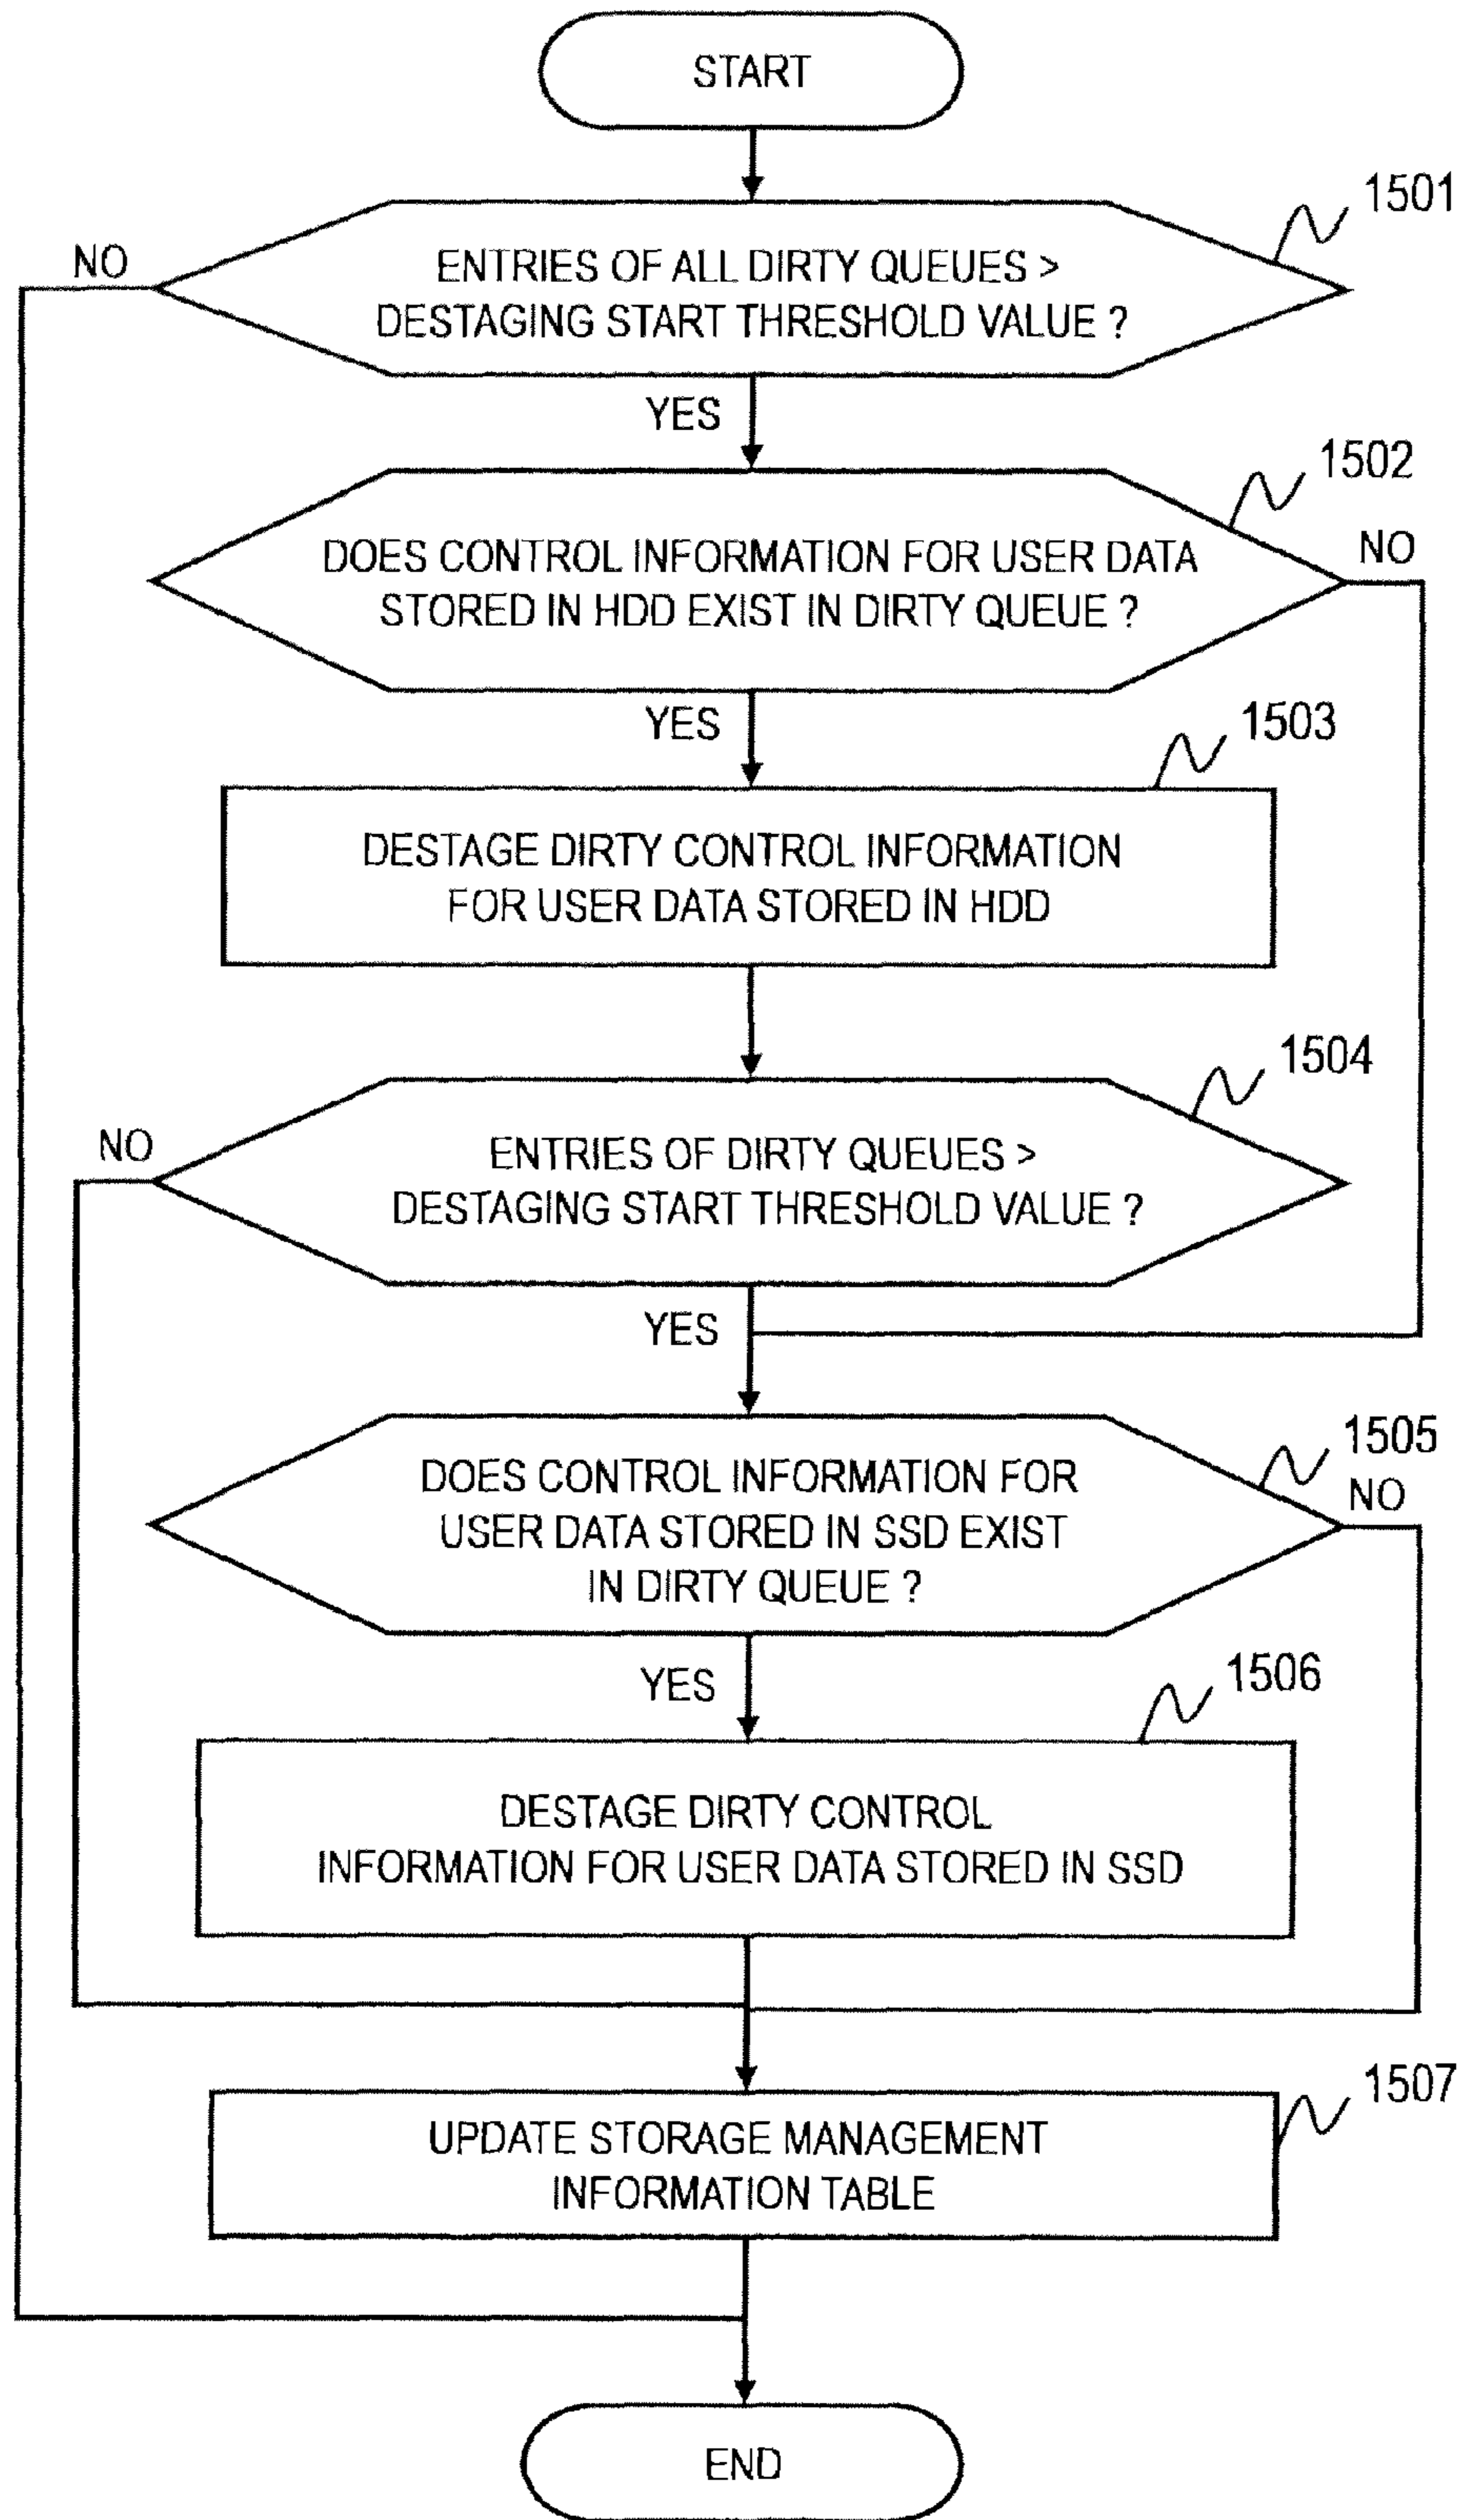 START
1501
NO
ENTRIES OF ALL DIRTY QUEUES >
DESTAGING START THRESHOLD VALUE ?
YES
1502
NO
DOES CONTROL INFORMATION FOR USER DATA
STORED IN HDD EXIST IN DIRTY QUEUE ?
YES
1503
DESTAGE DIRTY CONTROL INFORMATION
FOR USER DATA STORED IN HDD
1504
NO
ENTRIES OF DIRTY QUEUES >
DESTAGING START THRESHOLD VALUE ?
YES
1505
NO
DOES CONTROL INFORMATION FOR
USER DATA STORED IN SSD EXIST
IN DIRTY QUEUE ?
YES
1506
DESTAGE DIRTY CONTROL
INFORMATION FOR USER DATA STORED IN SSD
1507
UPDATE STORAGE MANAGEMENT
INFORMATION TABLE
END